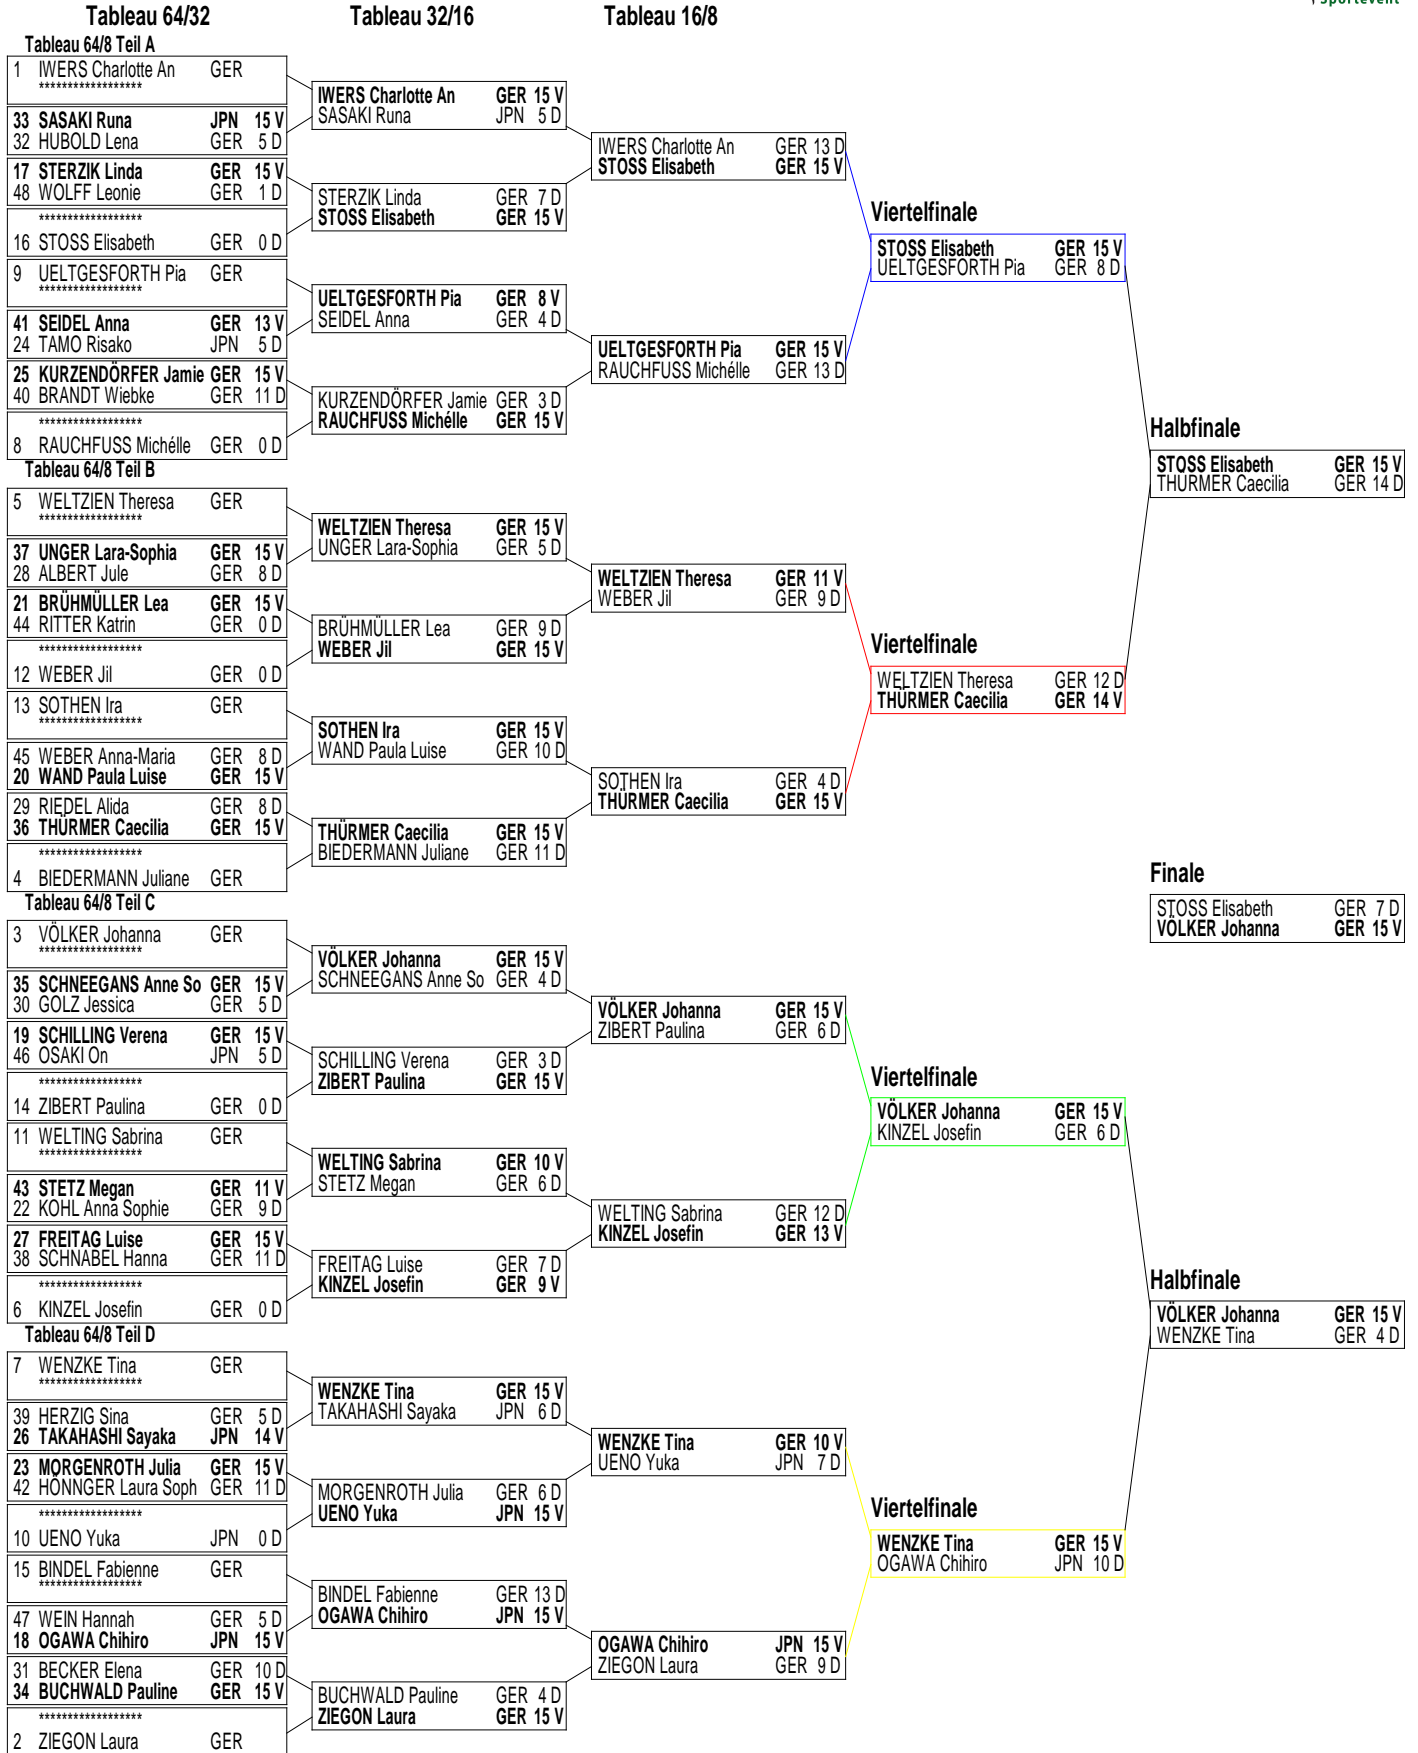 Sportevent
Tableau 64/32
Tableau 32/16
Tableau 16/8
Tableau 64/8 Teil A
1 IWERS Charlotte An GER
******************
33 SASAKI Runa JPN 15 V
32 HUBOLD Lena GER 5 D
17 STERZIK Linda GER 15 V
48 WOLFF Leonie GER 1 D
******************
16 STOSS Elisabeth GER 0 D
9 UELTGESFORTH Pia GER
******************
41 SEIDEL Anna GER 13 V
24 TAMO Risako JPN 5 D
25 KURZENDÖRFER Jamie GER 15 V
40 BRANDT Wiebke GER 11 D
******************
8 RAUCHFUSS Michélle GER 0 D
Tableau 64/8 Teil B
5 WELTZIEN Theresa GER
******************
37 UNGER Lara-Sophia GER 15 V
28 ALBERT Jule GER 8 D
21 BRÜHMÜLLER Lea GER 15 V
44 RITTER Katrin GER 0 D
******************
12 WEBER Jil GER 0 D
13 SOTHEN Ira GER
******************
45 WEBER Anna-Maria GER 8 D
20 WAND Paula Luise GER 15 V
29 RIEDEL Alida GER 8 D
36 THÜRMER Caecilia GER 15 V
******************
4 BIEDERMANN Juliane GER
Tableau 64/8 Teil C
3 VÖLKER Johanna GER
******************
35 SCHNEEGANS Anne So GER 15 V
30 GOLZ Jessica GER 5 D
19 SCHILLING Verena GER 15 V
46 OSAKI On JPN 5 D
******************
14 ZIBERT Paulina GER 0 D
11 WELTING Sabrina GER
******************
43 STETZ Megan GER 11 V
22 KOHL Anna Sophie GER 9 D
27 FREITAG Luise GER 15 V
38 SCHNABEL Hanna GER 11 D
******************
6 KINZEL Josefin GER 0 D
Tableau 64/8 Teil D
7 WENZKE Tina GER
******************
39 HERZIG Sina GER 5 D
26 TAKAHASHI Sayaka JPN 14 V
23 MORGENROTH Julia GER 15 V
42 HÖNNGER Laura Soph GER 11 D
******************
10 UENO Yuka JPN 0 D
15 BINDEL Fabienne GER
******************
47 WEIN Hannah GER 5 D
18 OGAWA Chihiro JPN 15 V
31 BECKER Elena GER 10 D
34 BUCHWALD Pauline GER 15 V
******************
2 ZIEGON Laura GER
IWERS Charlotte An GER 15 V
SASAKI Runa JPN 5 D
STERZIK Linda GER 7 D
STOSS Elisabeth GER 15 V
UELTGESFORTH Pia GER 8 V
SEIDEL Anna GER 4 D
KURZENDÖRFER Jamie GER 3 D
RAUCHFUSS Michélle GER 15 V
WELTZIEN Theresa GER 15 V
UNGER Lara-Sophia GER 5 D
BRÜHMÜLLER Lea GER 9 D
WEBER Jil GER 15 V
SOTHEN Ira GER 15 V
WAND Paula Luise GER 10 D
THÜRMER Caecilia GER 15 V
BIEDERMANN Juliane GER 11 D
VÖLKER Johanna GER 15 V
SCHNEEGANS Anne So GER 4 D
SCHILLING Verena GER 3 D
ZIBERT Paulina GER 15 V
WELTING Sabrina GER 10 V
STETZ Megan GER 6 D
FREITAG Luise GER 7 D
KINZEL Josefin GER 9 V
WENZKE Tina GER 15 V
TAKAHASHI Sayaka JPN 6 D
MORGENROTH Julia GER 6 D
UENO Yuka JPN 15 V
BINDEL Fabienne GER 13 D
OGAWA Chihiro JPN 15 V
BUCHWALD Pauline GER 4 D
ZIEGON Laura GER 15 V
IWERS Charlotte An GER 13 D
STOSS Elisabeth GER 15 V
UELTGESFORTH Pia GER 15 V
RAUCHFUSS Michélle GER 13 D
WELTZIEN Theresa GER 11 V
WEBER Jil GER 9 D
SOTHEN Ira GER 4 D
THÜRMER Caecilia GER 15 V
VÖLKER Johanna GER 15 V
ZIBERT Paulina GER 6 D
WELTING Sabrina GER 12 D
KINZEL Josefin GER 13 V
WENZKE Tina GER 10 V
UENO Yuka JPN 7 D
OGAWA Chihiro JPN 15 V
ZIEGON Laura GER 9 D
Viertelfinale
STOSS Elisabeth GER 15 V
UELTGESFORTH Pia GER 8 D
Viertelfinale
WELTZIEN Theresa GER 12 D
THÜRMER Caecilia GER 14 V
Viertelfinale
VÖLKER Johanna GER 15 V
KINZEL Josefin GER 6 D
Viertelfinale
WENZKE Tina GER 15 V
OGAWA Chihiro JPN 10 D
Halbfinale
STOSS Elisabeth GER 15 V
THÜRMER Caecilia GER 14 D
Finale
STOSS Elisabeth GER 7 D
VÖLKER Johanna GER 15 V
Halbfinale
VÖLKER Johanna GER 15 V
WENZKE Tina GER 4 D